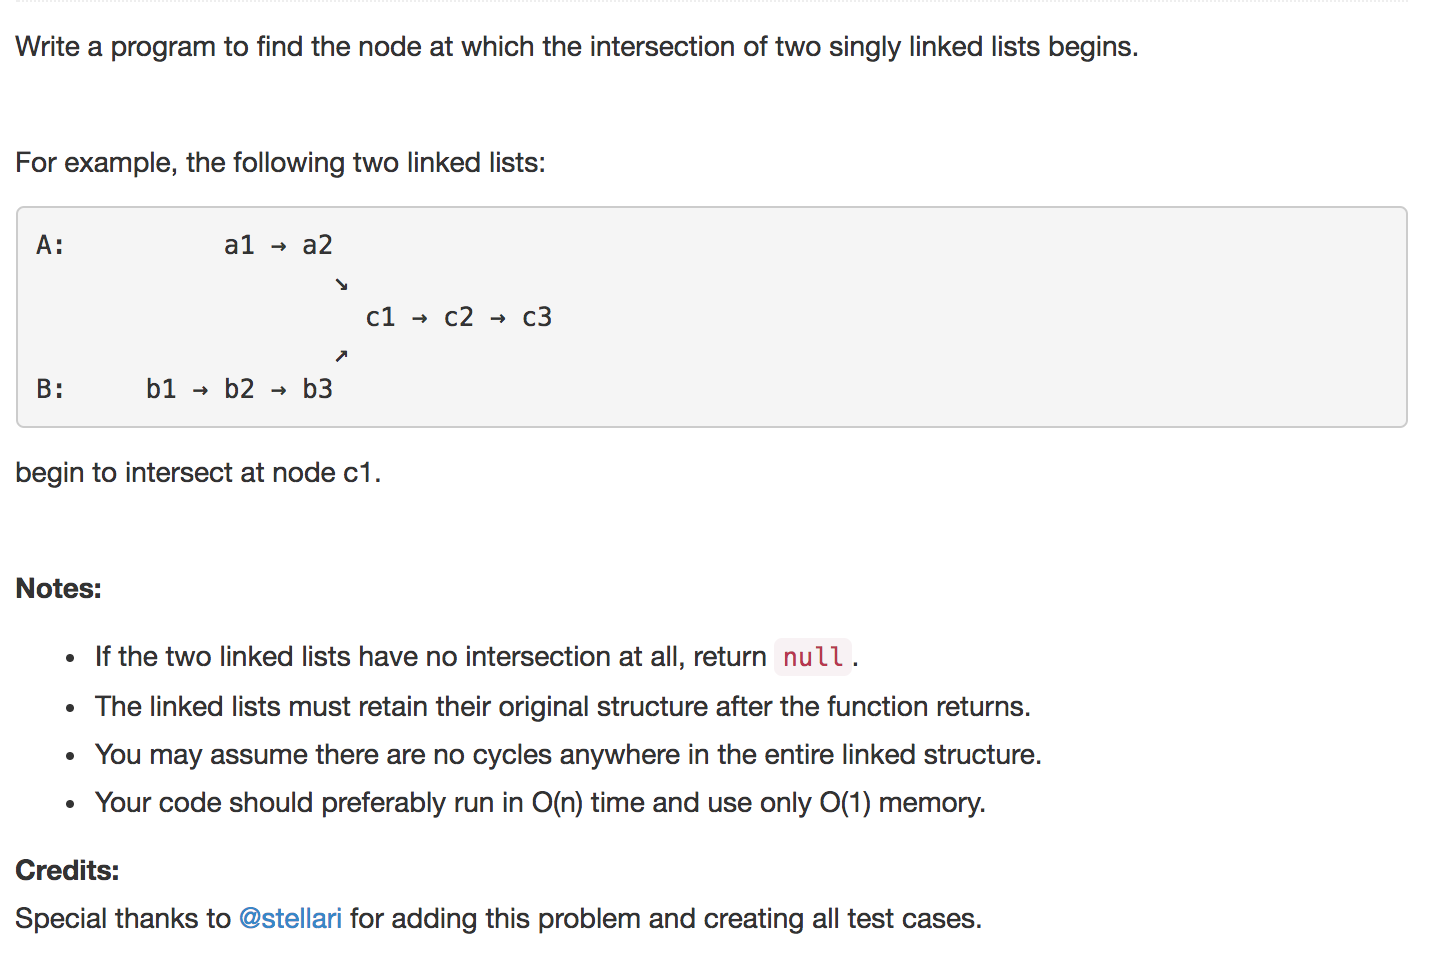 Write a program to find the node at which the intersection of two singly linked lists begins.
For example, the following two linked lists:
A: a1 → a2
↘
c1 → c2 → c3
↗
B: b1 → b2 → b3
begin to intersect at node c1.
Notes:
• If the two linked lists have no intersection at all, return null.
• The linked lists must retain their original structure after the function returns.
• You may assume there are no cycles anywhere in the entire linked structure.
• Your code should preferably run in O(n) time and use only O(1) memory.
Credits:
Special thanks to @stellari for adding this problem and creating all test cases.